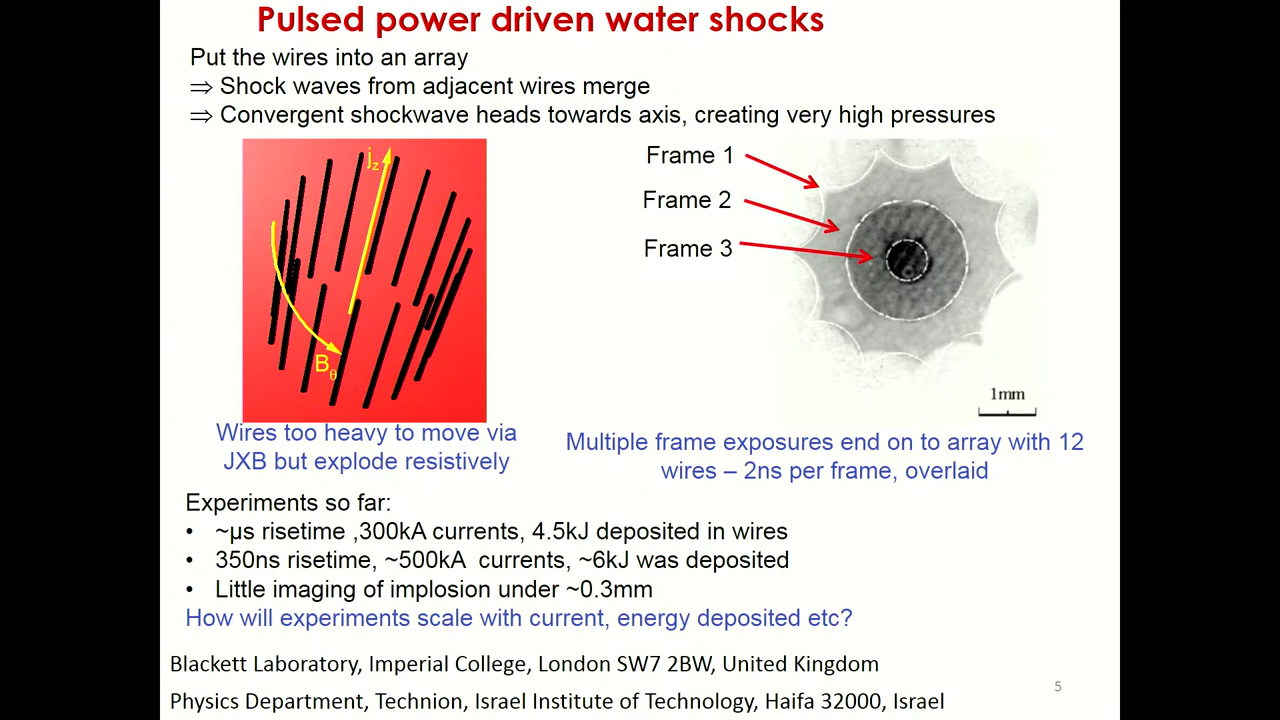 Pulsed power driven water shocks
Put the wires into an array
⇒ Shock waves from adjacent wires merge
⇒ Convergent shockwave heads towards axis, creating very high pressures
jz
Bθ
Frame 1
Frame 2
Frame 3
1mm
Wires too heavy to move via
JXB but explode resistively
Multiple frame exposures end on to array with 12
wires – 2ns per frame, overlaid
Experiments so far:
• ~µs risetime ,300kA currents, 4.5kJ deposited in wires
• 350ns risetime, ~500kA currents, ~6kJ was deposited
• Little imaging of implosion under ~0.3mm
How will experiments scale with current, energy deposited etc?
Blackett Laboratory, Imperial College, London SW7 2BW, United Kingdom
Physics Department, Technion, Israel Institute of Technology, Haifa 32000, Israel
5